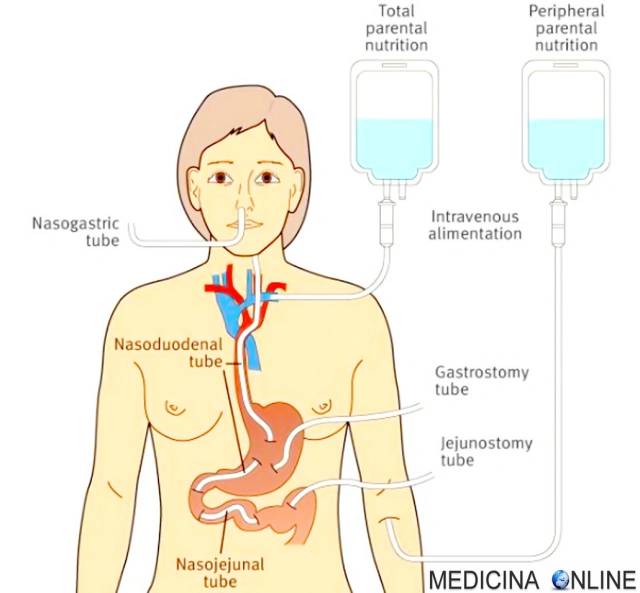 Total
parental
nutrition
Peripheral
parental
nutrition
Nasogastric
tube
Intravenous
alimentation
Nasoduodenal
tube
Gastrostomy
tube
Jejunostomy
tube
Nasojejunal
tube
MEDICINA ONLINE